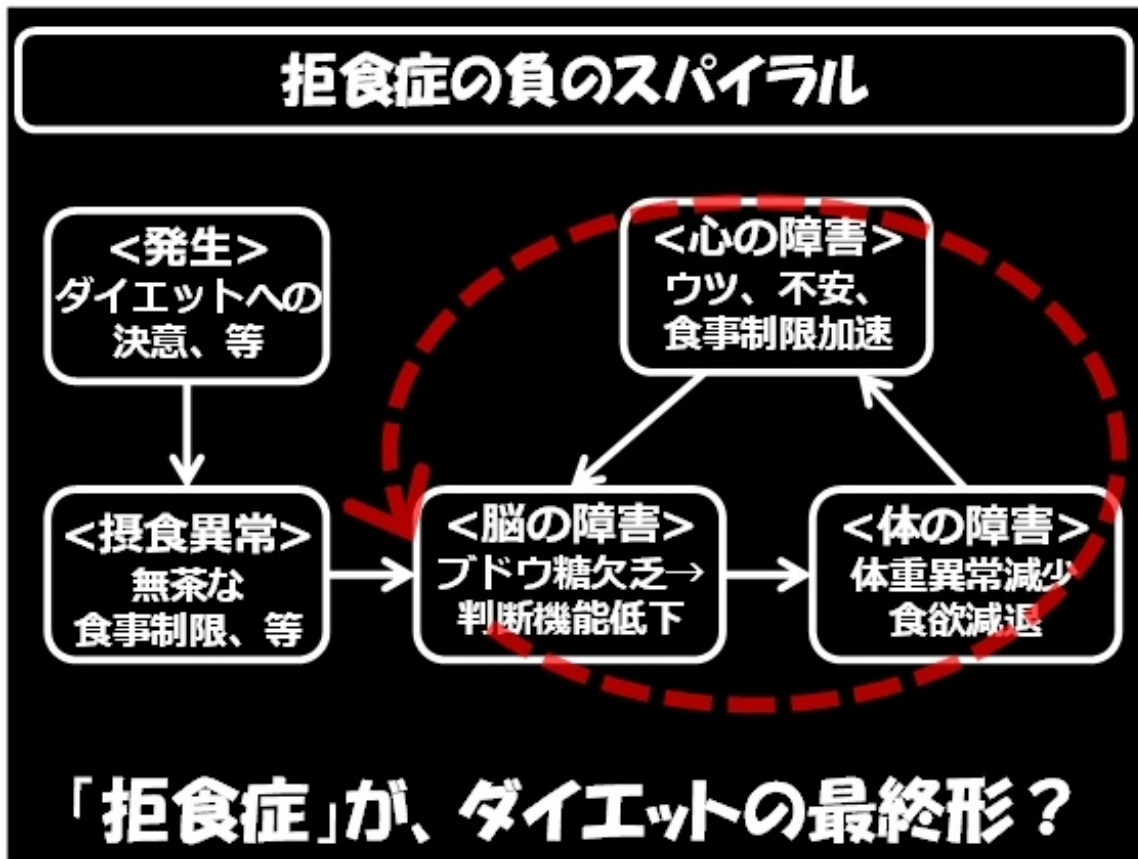 拒食症の負のスパイラル
<発生>
ダイエットへの
決意、等
<心の障害>
ウツ、不安、
食事制限加速
<摂食異常>
無茶な
食事制限、等
<脳の障害>
ブドウ糖欠乏→
判断機能低下
<体の障害>
体重異常減少
食欲減退
「拒食症」が、ダイエットの最終形？